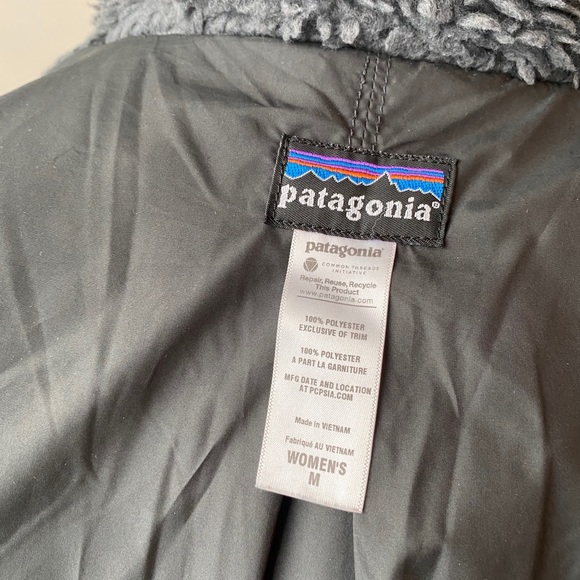 patagonia®
patagonia®
COMMON THREADS
INITIATIVE
Repair, Reuse, Recycle
This Product
www.patagonia.com
100% POLYESTER
EXCLUSIVE OF TRIM
100% POLYESTER
A PART LA GARNITURE
MFG DATE AND LOCATION
AT PCPSIA.COM
Made in VIETNAM
Fabriqué AU VIETNAM
WOMEN'S
M